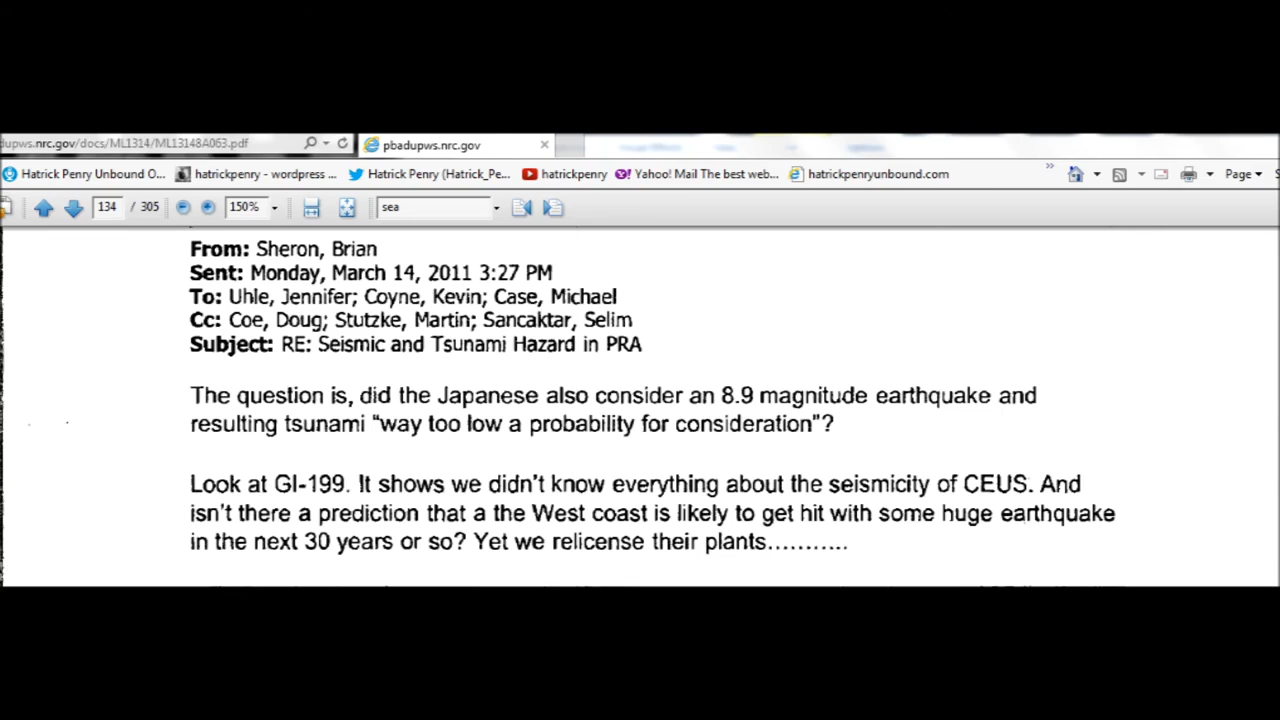 dupws.nrc.gov/docs/ML1314/ML13148A063.pdf
pbadupws.nrc.gov
Hatrick Penry Unbound O... hatrickpenry - wordpress ... Hatrick Penry (Hatrick_Pe... hatrickpenry Yahoo! Mail The best web... hatrickpenryunbound.com » Page
134 / 305 150% sea
From: Sheron, Brian
Sent: Monday, March 14, 2011 3:27 PM
To: Uhle, Jennifer; Coyne, Kevin; Case, Michael
Cc: Coe, Doug; Stutzke, Martin; Sancaktar, Selim
Subject: RE: Seismic and Tsunami Hazard in PRA
The question is, did the Japanese also consider an 8.9 magnitude earthquake and
resulting tsunami “way too low a probability for consideration”?
Look at GI-199. It shows we didn’t know everything about the seismicity of CEUS. And
isn’t there a prediction that a the West coast is likely to get hit with some huge earthquake
in the next 30 years or so? Yet we relicense their plants………..